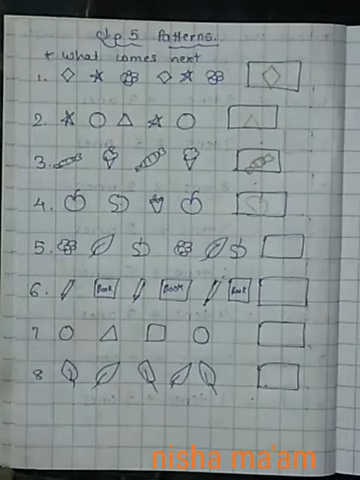 Chp 5 Patterns.
* What comes next
1.
2.
3.
4.
5.
6. Book Book Book
7
8
nisha ma'am